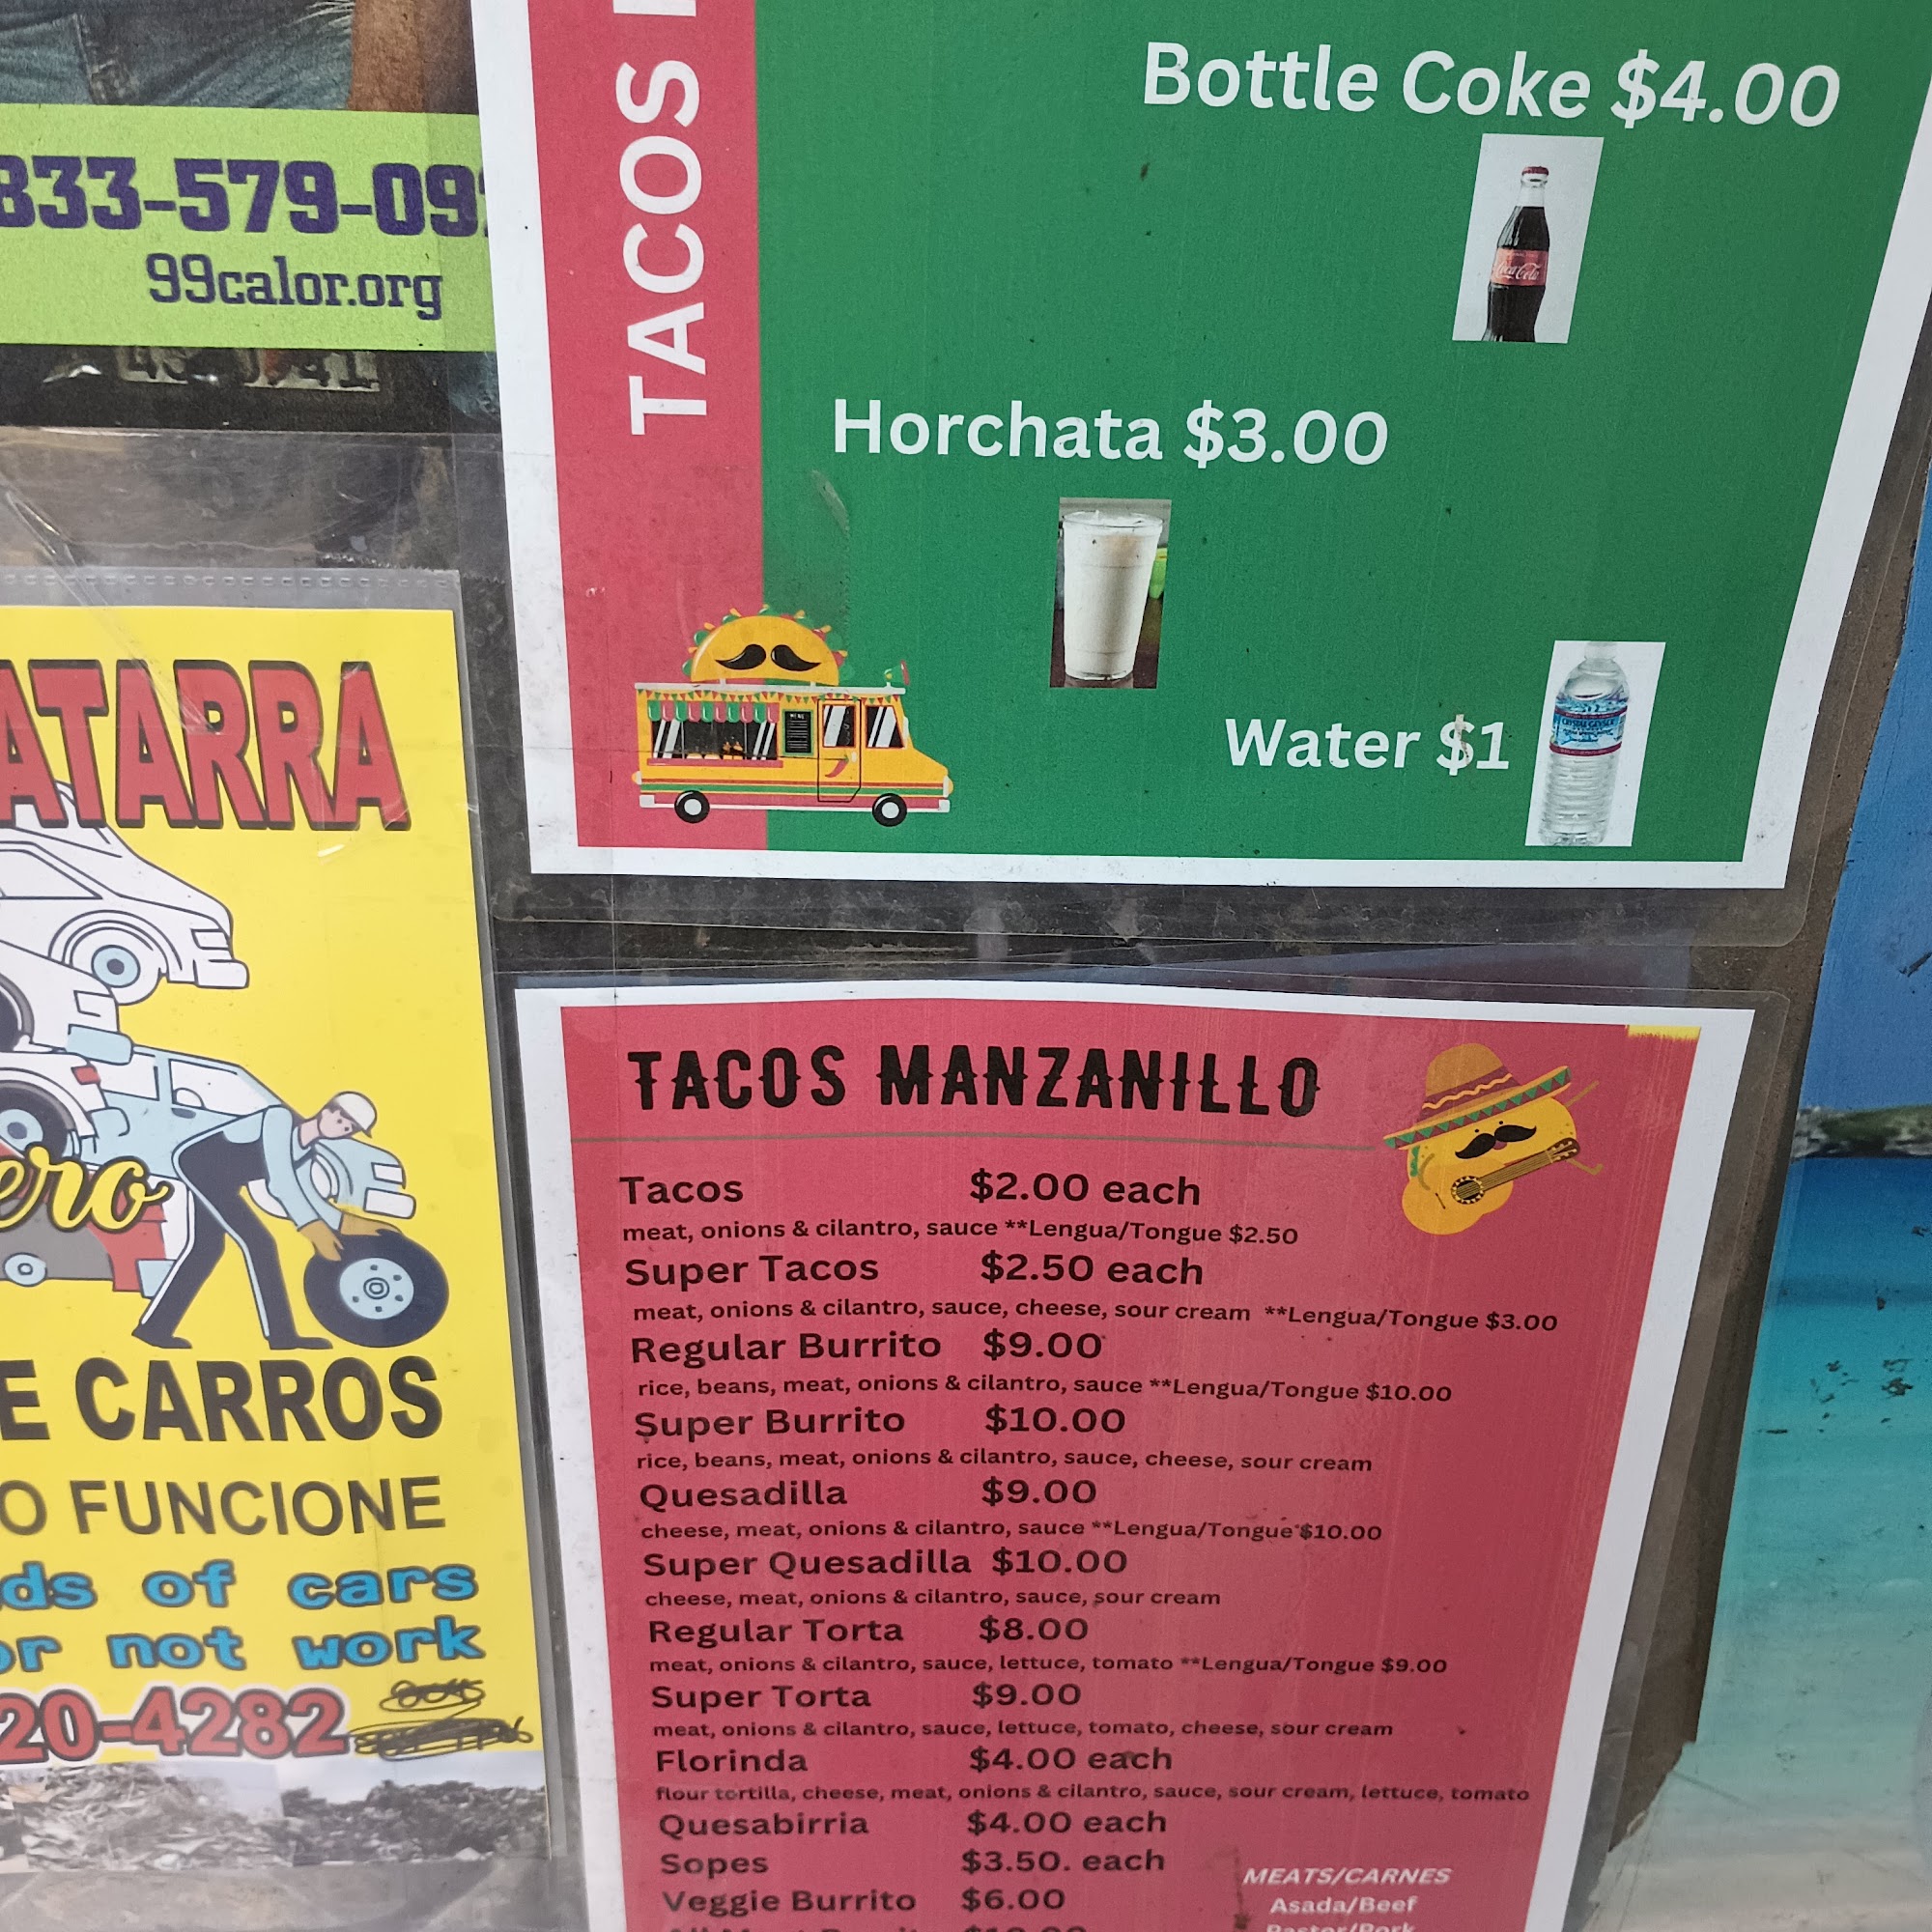 833-579-09
99calor.org
TACOS
Bottle Coke $4.00
Coca-Cola
Horchata $3.00
MENU
Water $1
CRYSTAL GEYSER
ATARRA
ero
E CARROS
O FUNCIONE
ds of cars
or not work
20-4282
TACOS MANZANILLO
Tacos $2.00 each
meat, onions & cilantro, sauce **Lengua/Tongue $2.50
Super Tacos $2.50 each
meat, onions & cilantro, sauce, cheese, sour cream **Lengua/Tongue $3.00
Regular Burrito $9.00
rice, beans, meat, onions & cilantro, sauce **Lengua/Tongue $10.00
Super Burrito $10.00
rice, beans, meat, onions & cilantro, sauce, cheese, sour cream
Quesadilla $9.00
cheese, meat, onions & cilantro, sauce **Lengua/Tongue $10.00
Super Quesadilla $10.00
cheese, meat, onions & cilantro, sauce, sour cream
Regular Torta $8.00
meat, onions & cilantro, sauce, lettuce, tomato **Lengua/Tongue $9.00
Super Torta $9.00
meat, onions & cilantro, sauce, lettuce, tomato, cheese, sour cream
Florinda $4.00 each
flour tortilla, cheese, meat, onions & cilantro, sauce, sour cream, lettuce, tomato
Quesabirria $4.00 each
Sopes $3.50. each
Veggie Burrito $6.00
MEATS/CARNES
Asada/Beef
Pastor/Pork